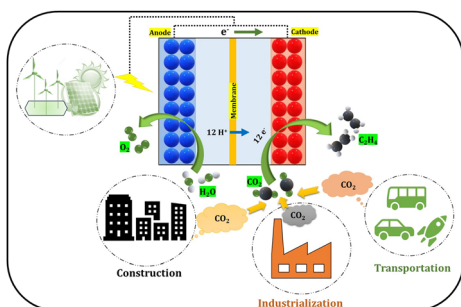 Anode
e⁻
Cathode
Membrane
12 H⁺
12 e⁻
O₂
H₂O
CO₂
C₂H₄
CO₂
CO₂
CO₂
Construction
Transportation
Industrialization